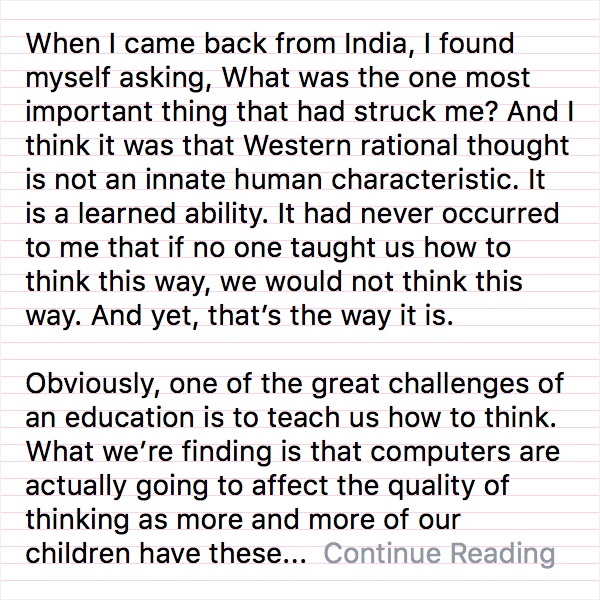 When I came back from India, I found
myself asking, What was the one most
important thing that had struck me? And I
think it was that Western rational thought
is not an innate human characteristic. It
is a learned ability. It had never occurred
to me that if no one taught us how to
think this way, we would not think this
way. And yet, that’s the way it is.
Obviously, one of the great challenges of
an education is to teach us how to think.
What we’re finding is that computers are
actually going to affect the quality of
thinking as more and more of our
children have these... Continue Reading